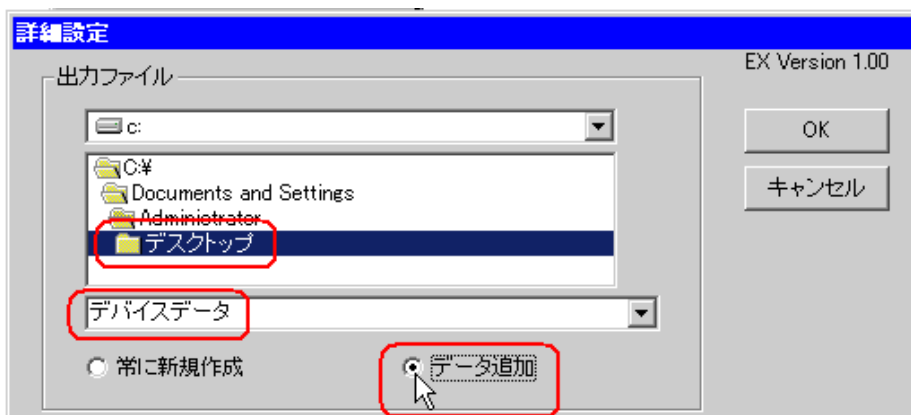 詳細設定
EX Version 1.00
出力ファイル
c:
OK
C:¥
Documents and Settings
キャンセル
Administrator
デスクトップ
デバイスデータ
常に新規作成
データ追加